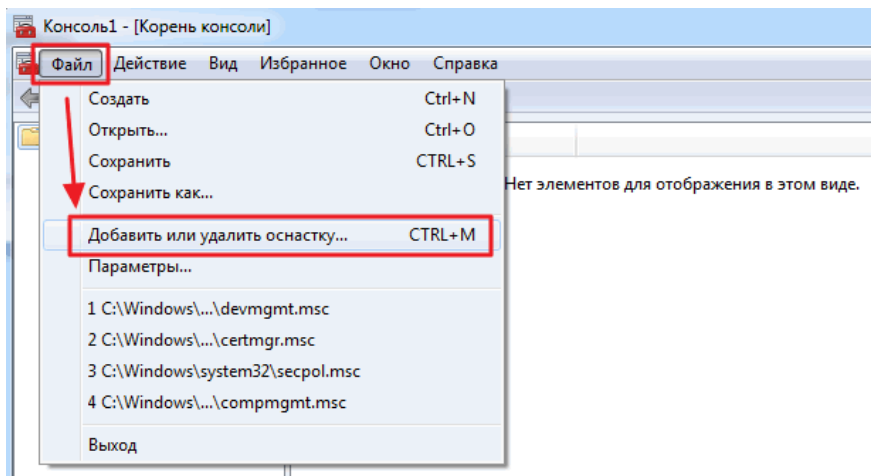 Консоль1 - [Корень консоли]
Файл Действие Вид Избранное Окно Справка
Создать Ctrl+N
Открыть... Ctrl+O
Сохранить CTRL+S
Сохранить как...
Нет элементов для отображения в этом виде.
Добавить или удалить оснастку... CTRL+M
Параметры...
1 C:\Windows\...\devmgmt.msc
2 C:\Windows\...\certmgr.msc
3 C:\Windows\system32\secpol.msc
4 C:\Windows\...\compmgmt.msc
Выход